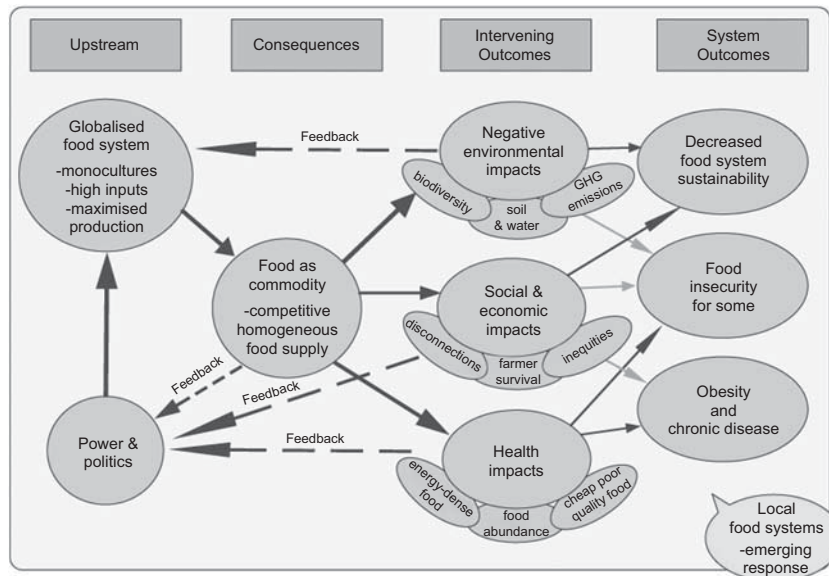 Upstream
Consequences
Intervening
Outcomes
System
Outcomes
Globalised
food system
-monocultures
-high inputs
-maximised
production
Feedback
Negative
environmental
impacts
biodiversity
soil
& water
GHG
emissions
Decreased
food system
sustainability
Food as
commodity
-competitive
homogeneous
food supply
Social &
economic
impacts
disconnections
farmer
survival
inequities
Food
insecurity
for some
Feedback
Feedback
Power &
politics
Feedback
Health
impacts
energy-dense
food
food
abundance
cheap poor
quality food
Obesity
and
chronic disease
Local
food systems
-emerging
response